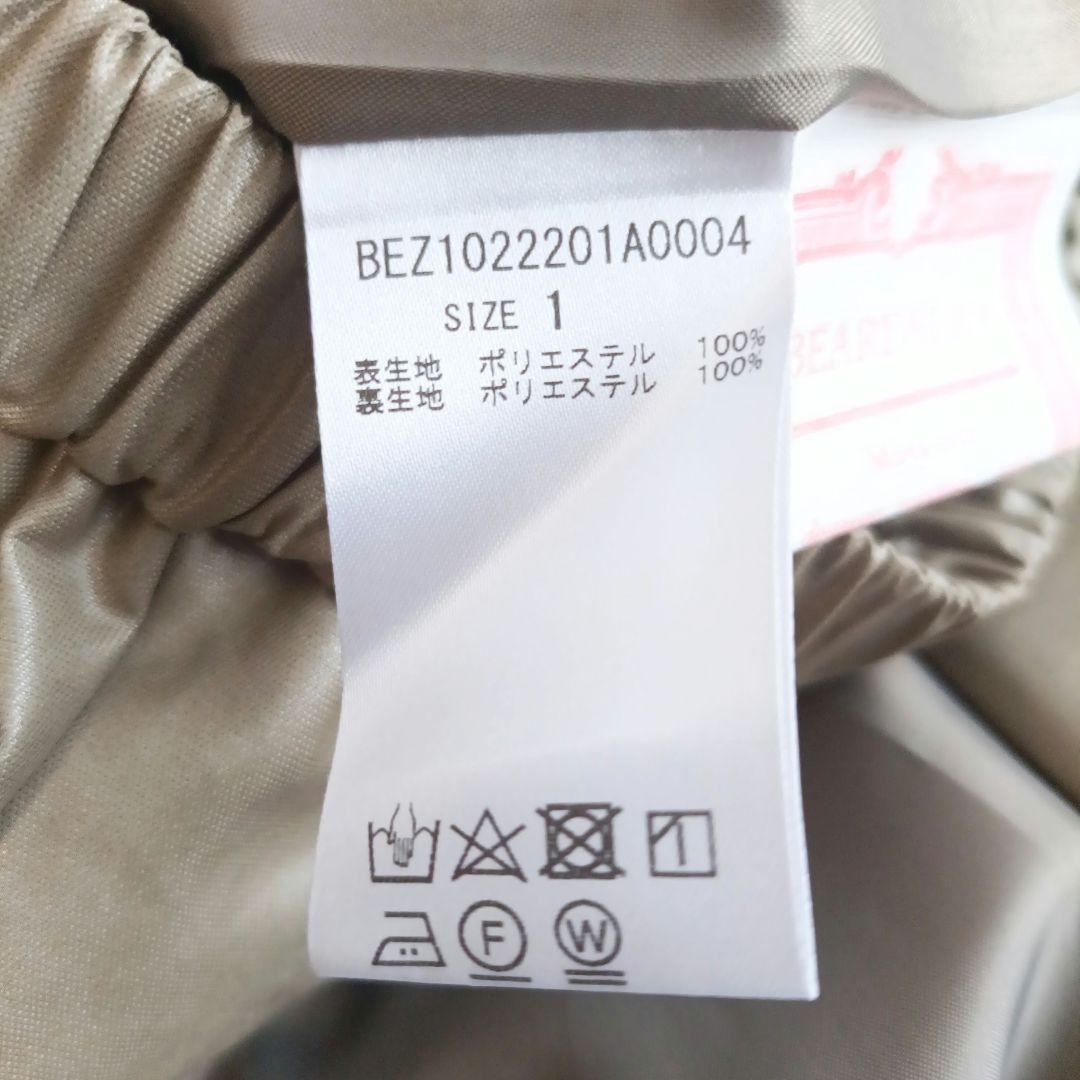 BEZ1022201A0004
SIZE 1
表生地 ポリエステル 100%
裏生地 ポリエステル 100%
F
W